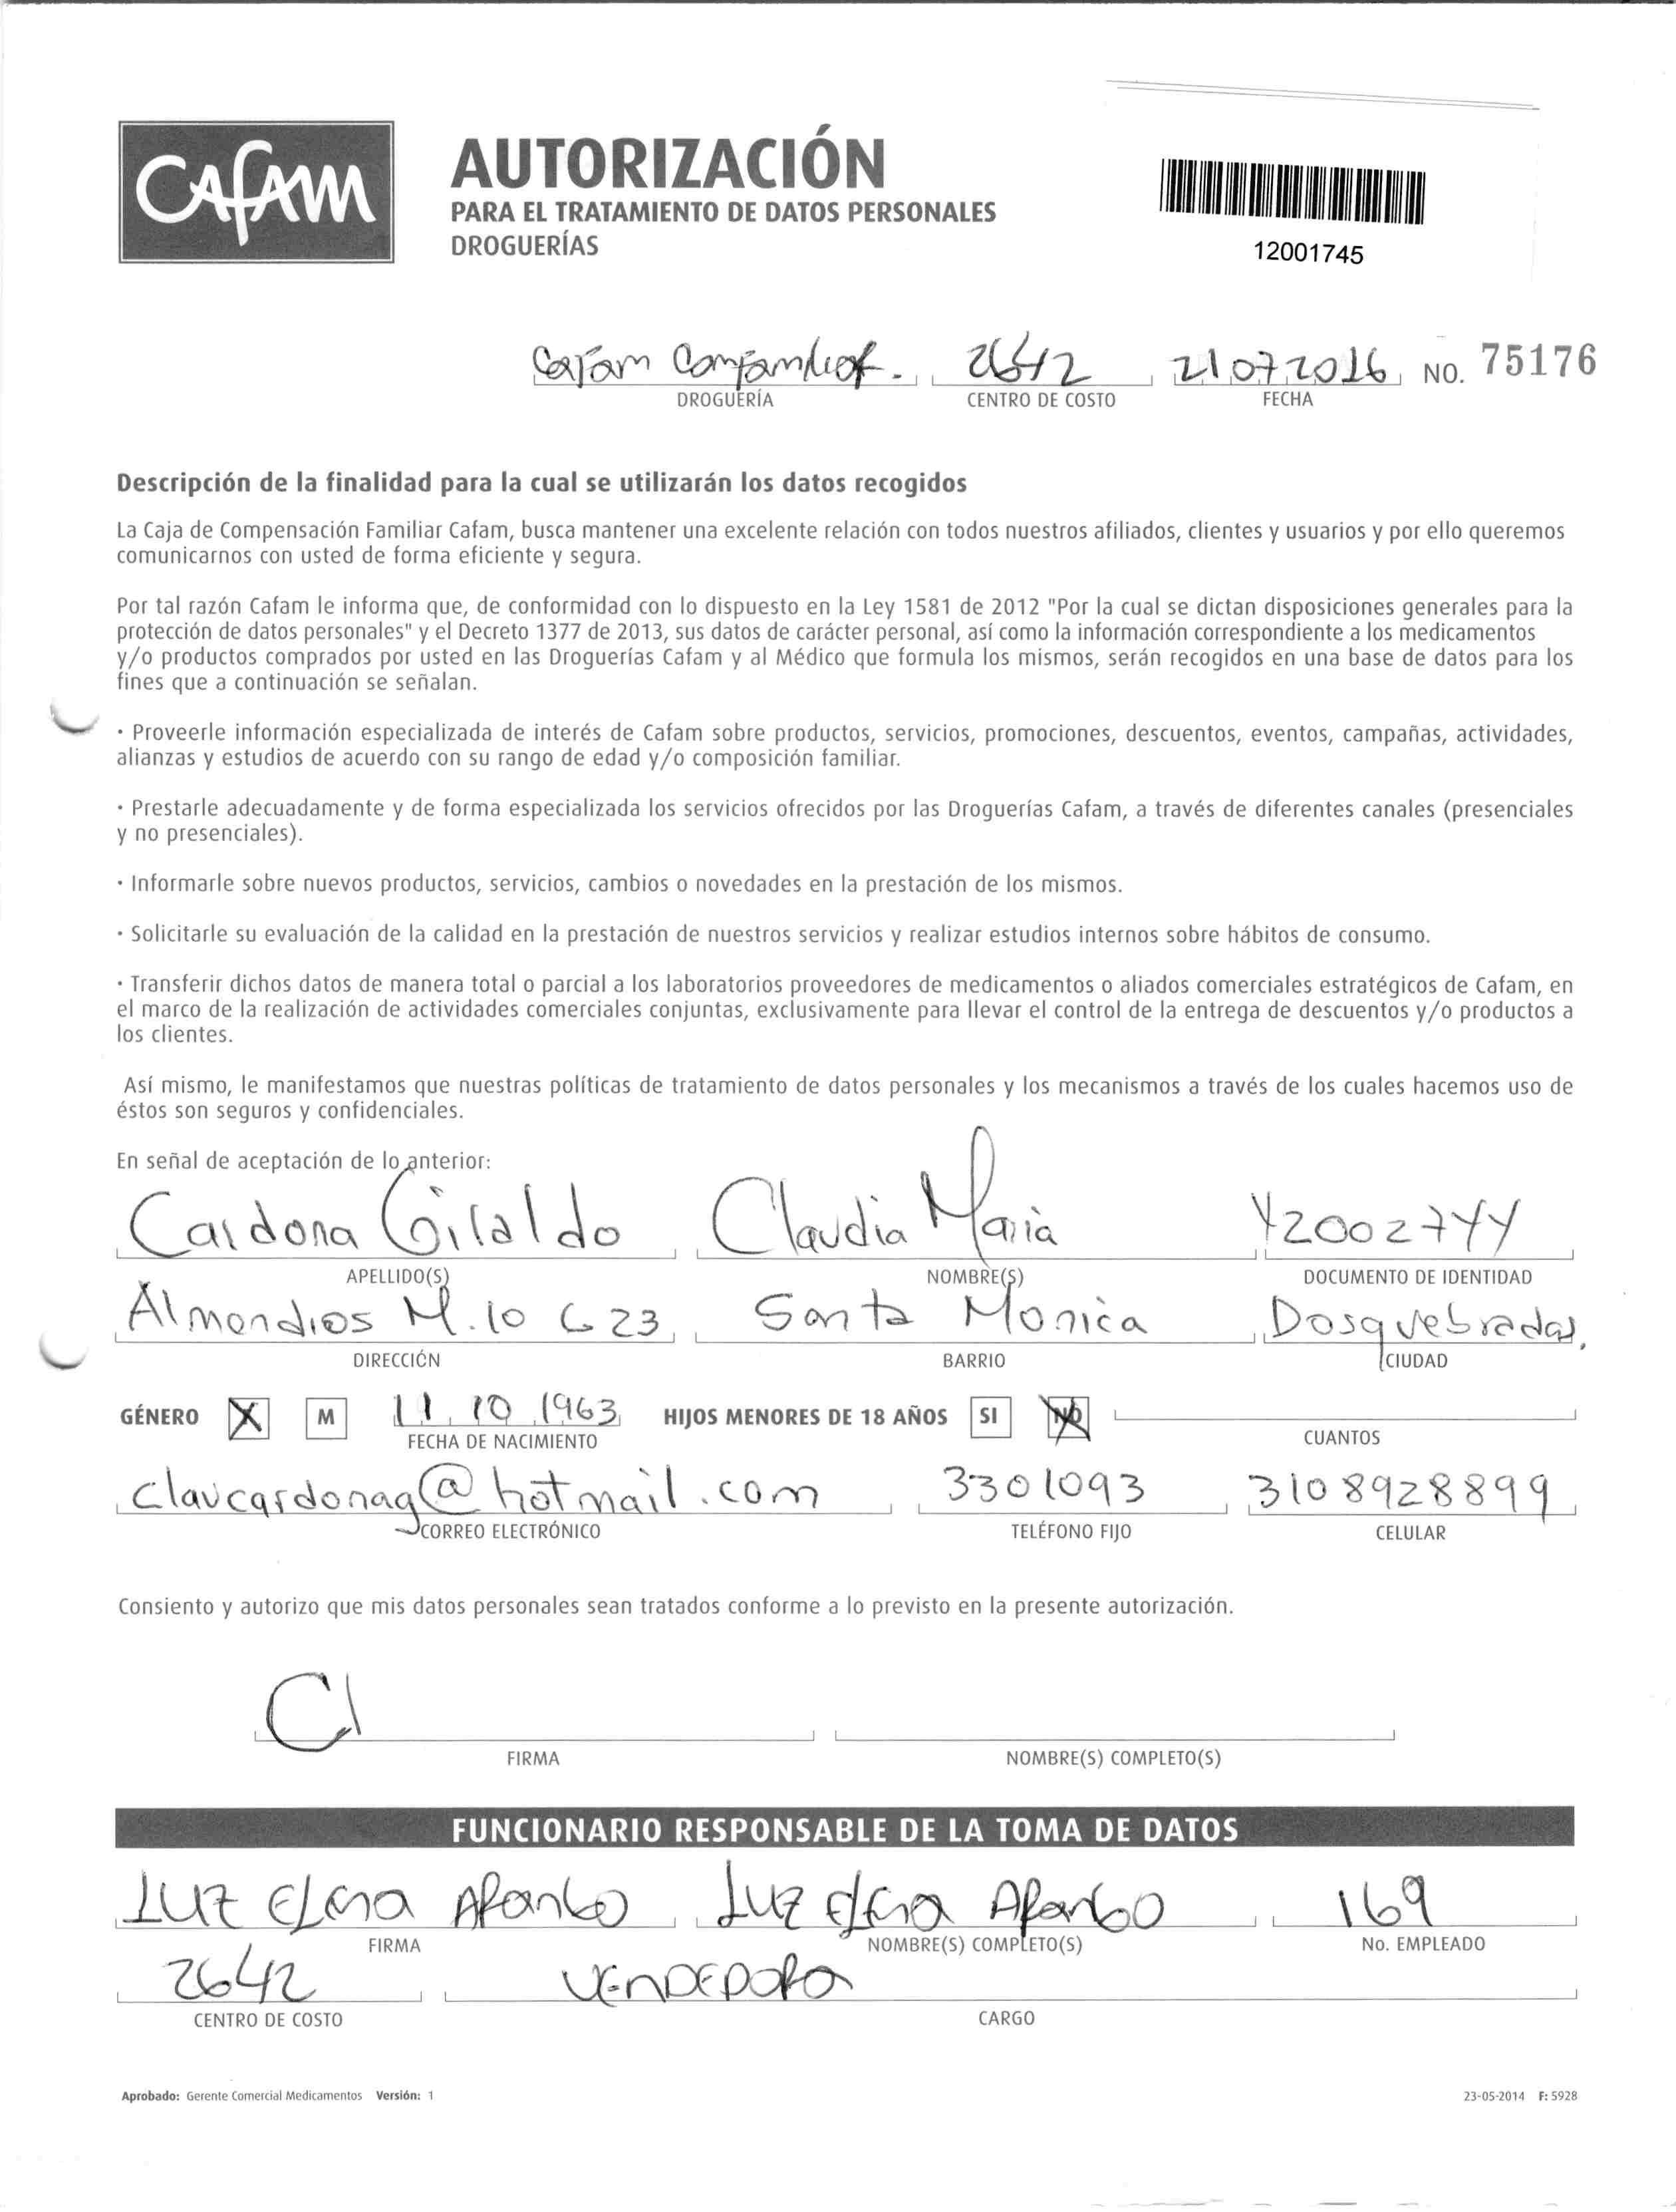 CAFAM
AUTORIZACIÓN
PARA EL TRATAMIENTO DE DATOS PERSONALES
DROGUERÍAS
12001745
Cafam 2642 21 07 2016 NO. 75176
DROGUERÍA CENTRO DE COSTO FECHA
Descripción de la finalidad para la cual se utilizarán los datos recogidos
La Caja de Compensación Familiar Cafam, busca mantener una excelente relación con todos nuestros afiliados, clientes y usuarios y por ello queremos
comunicarnos con usted de forma eficiente y segura.
Por tal razón Cafam le informa que, de conformidad con lo dispuesto en la Ley 1581 de 2012 "Por la cual se dictan disposiciones generales para la
protección de datos personales" y el Decreto 1377 de 2013, sus datos de carácter personal, así como la información correspondiente a los medicamentos
y/o productos comprados por usted en las Droguerías Cafam y al Médico que formula los mismos, serán recogidos en una base de datos para los
fines que a continuación se señalan.
· Proveerle información especializada de interés de Cafam sobre productos, servicios, promociones, descuentos, eventos, campañas, actividades,
alianzas y estudios de acuerdo con su rango de edad y/o composición familiar.
· Prestarle adecuadamente y de forma especializada los servicios ofrecidos por las Droguerías Cafam, a través de diferentes canales (presenciales
y no presenciales).
· Informarle sobre nuevos productos, servicios, cambios o novedades en la prestación de los mismos.
· Solicitarle su evaluación de la calidad en la prestación de nuestros servicios y realizar estudios internos sobre hábitos de consumo.
· Transferir dichos datos de manera total o parcial a los laboratorios proveedores de medicamentos o aliados comerciales estratégicos de Cafam, en
el marco de la realización de actividades comerciales conjuntas, exclusivamente para llevar el control de la entrega de descuentos y/o productos a
los clientes.
Así mismo, le manifestamos que nuestras políticas de tratamiento de datos personales y los mecanismos a través de los cuales hacemos uso de
éstos son seguros y confidenciales.
En señal de aceptación de lo anterior:
Cardona Giraldo Claudia Maria 42002744
APELLIDO(S) NOMBRE(S) DOCUMENTO DE IDENTIDAD
Almendros M.10 C 23 Santa Monica Dosquebradas,
DIRECCIÓN BARRIO CIUDAD
GÉNERO X M 11 10 1963 HIJOS MENORES DE 18 AÑOS SI NO
FECHA DE NACIMIENTO CUANTOS
claucardonag@hotmail.com 3301093 3108928899
CORREO ELECTRÓNICO TELÉFONO FIJO CELULAR
Consiento y autorizo que mis datos personales sean tratados conforme a lo previsto en la presente autorización.
Cl
FIRMA NOMBRE(S) COMPLETO(S)
FUNCIONARIO RESPONSABLE DE LA TOMA DE DATOS
Luz Elena Luz Elena 169
FIRMA NOMBRE(S) COMPLETO(S) No. EMPLEADO
2642 VENDEDORA
CENTRO DE COSTO CARGO
Aprobado: Gerente Comercial Medicamentos Versión: 1 23-05-2014 F: 5928